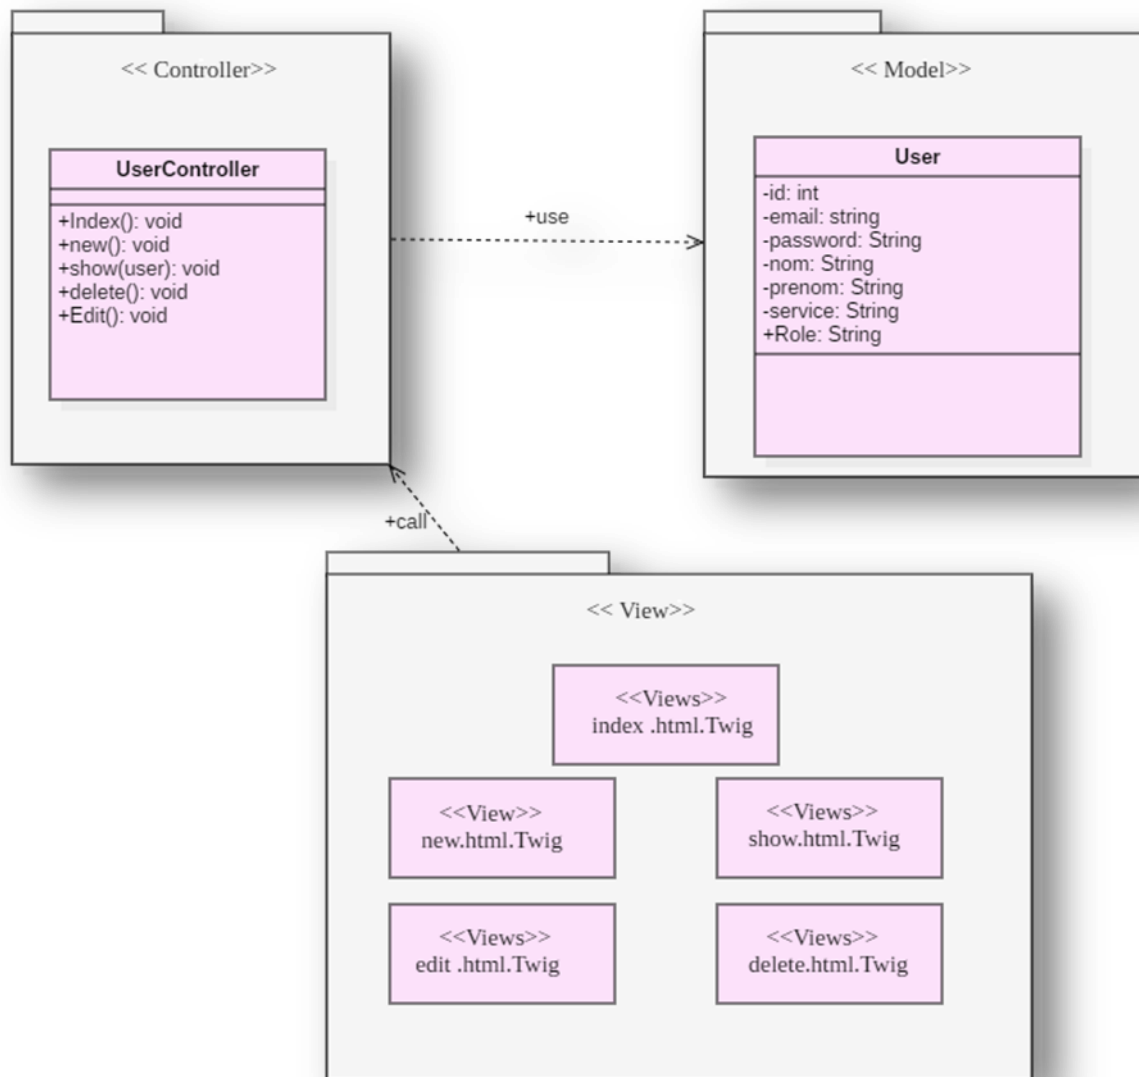 << Controller>>
UserController
+Index(): void
+new(): void
+show(user): void
+delete(): void
+Edit(): void
+use
<< Model>>
User
-id: int
-email: string
-password: String
-nom: String
-prenom: String
-service: String
+Role: String
+call
<< View>>
<<Views>>
index .html.Twig
<<View>>
new.html.Twig
<<Views>>
show.html.Twig
<<Views>>
edit .html.Twig
<<Views>>
delete.html.Twig